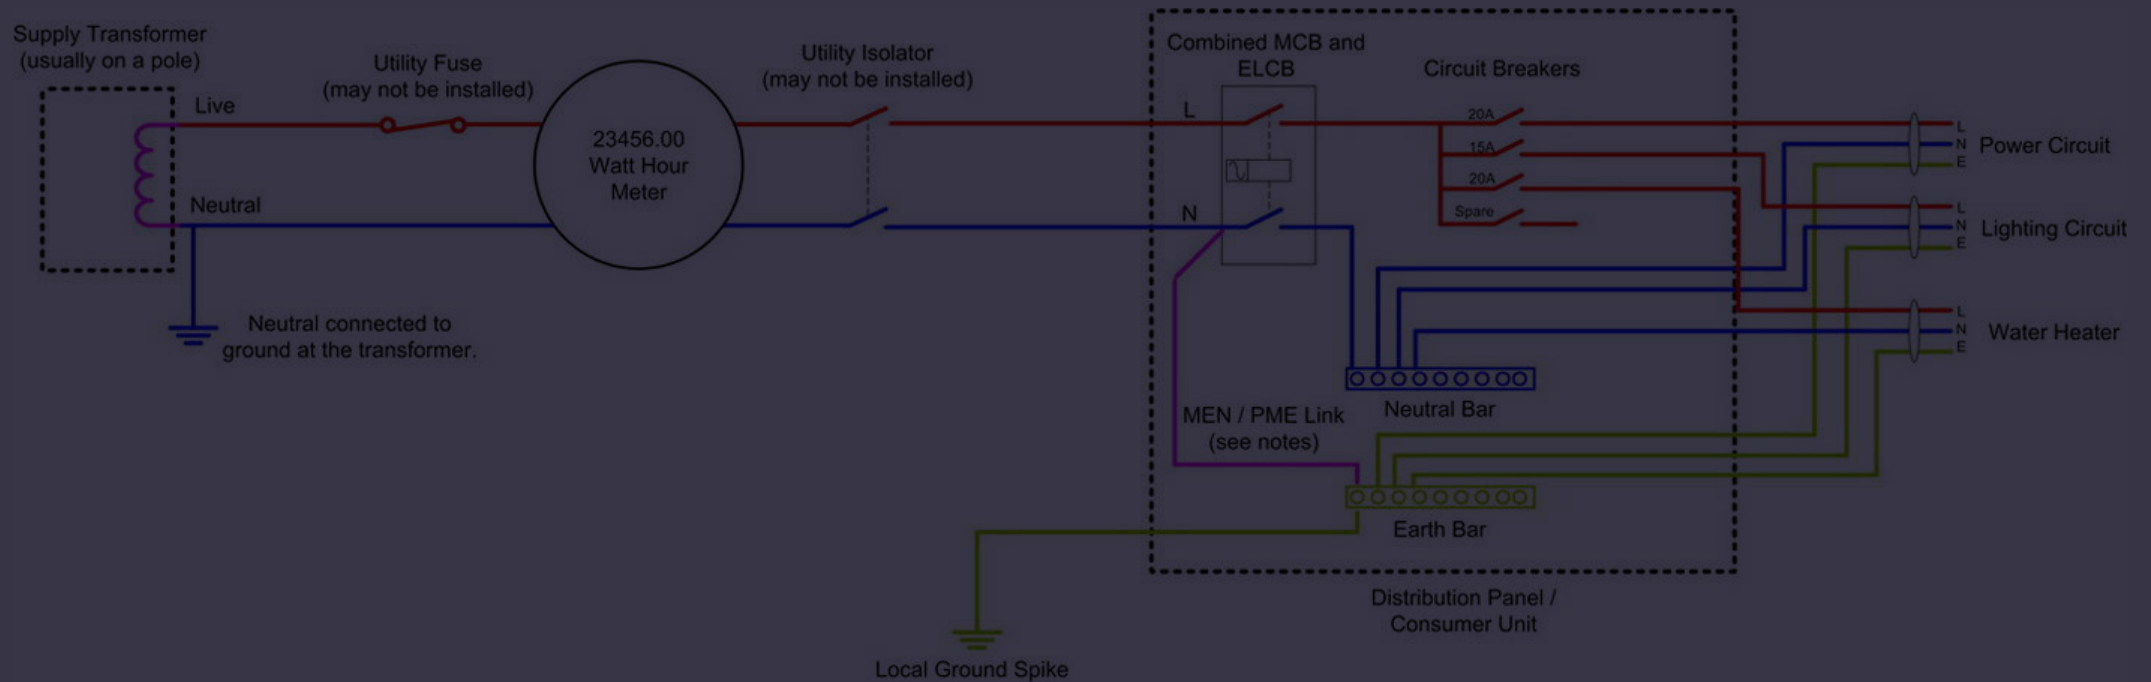 Supply Transformer
(usually on a pole)
Live
Neutral
Neutral connected to
ground at the transformer.
Utility Fuse
(may not be installed)
23456.00
Watt Hour
Meter
Utility Isolator
(may not be installed)
Combined MCB and
ELCB
L
N
Circuit Breakers
20A
15A
20A
Spare
L
N
E
Power Circuit
L
N
E
Lighting Circuit
L
N
E
Water Heater
Neutral Bar
MEN / PME Link
(see notes)
Earth Bar
Distribution Panel /
Consumer Unit
Local Ground Spike